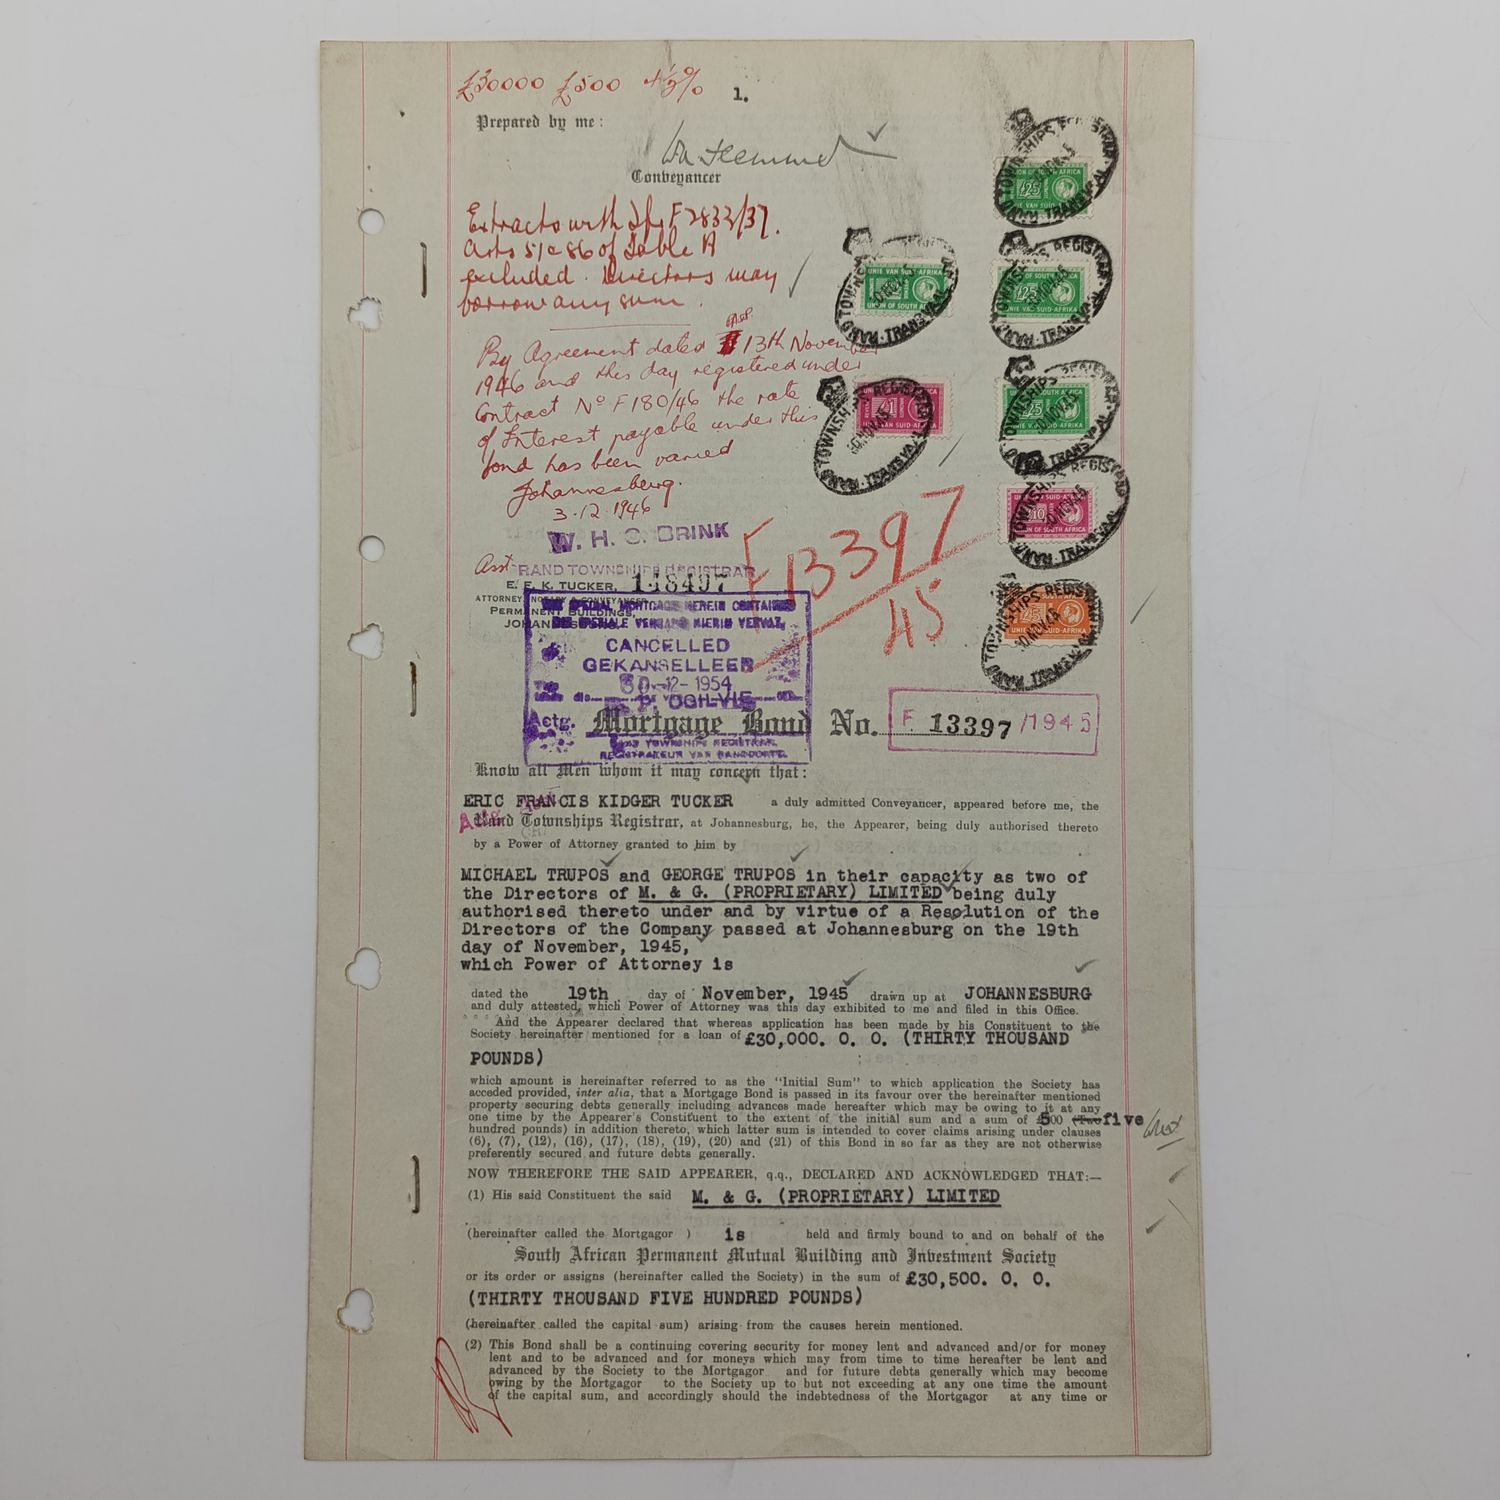 £30000 £500 4½%
1.
Prepared by me:
Conveyancer
Extracts with F 2833/37.
Arts 51 & 86 of Table A
excluded. Directors may
borrow any sum.
By Agreement dated 13th November
1946 and this day registered under
Contract No F 180/46 the rate
of Interest payable under this
bond has been varied
Johannesburg.
3.12.1946
W. H. C. BRINK
Asst RAND TOWNSHIPS REGISTRAR
E. F. K. TUCKER, 148497
ATTORNEY, NOTARY & CONVEYANCER
PERMANENT BUILDINGS,
JOHANNESBURG.
F13397/45
THE SPECIAL MORTGAGE HEREIN CONTAINED
DIE SPESIALE VERBAND HIERIN VERVAT,
CANCELLED
GEKANSELLEER
30-12-1954
P. OGILVIE
Actg.
RAND TOWNSHIPS REGISTRAR.
REGISTRATEUR VAN RANDDORPE.
Mortgage Bond No. F. 13397/1945
Know all Men whom it may concern that:
ERIC FRANCIS KIDGER TUCKER a duly admitted Conveyancer, appeared before me, the
Rand Townships Registrar, at Johannesburg, he, the Appearer, being duly authorised thereto
by a Power of Attorney granted to him by
MICHAEL TRUPOS and GEORGE TRUPOS in their capacity as two of
the Directors of M. & G. (PROPRIETARY) LIMITED being duly
authorised thereto under and by virtue of a Resolution of the
Directors of the Company passed at Johannesburg on the 19th
day of November, 1945,
which Power of Attorney is
dated the 19th day of November, 1945 drawn up at JOHANNESBURG
and duly attested, which Power of Attorney was this day exhibited to me and filed in this Office.
And the Appearer declared that whereas application has been made by his Constituent to the
Society hereinafter mentioned for a loan of £30,000. 0. 0. (THIRTY THOUSAND
POUNDS)
which amount is hereinafter referred to as the "Initial Sum" to which application the Society has
acceded provided, inter alia, that a Mortgage Bond is passed in its favour over the hereinafter mentioned
property securing debts generally including advances made hereafter which may be owing to it at any
one time by the Appearer's Constituent to the extent of the initial sum and a sum of £500 (Two five
hundred pounds) in addition thereto, which latter sum is intended to cover claims arising under clauses
(6), (7), (12), (16), (17), (18), (19), (20) and (21) of this Bond in so far as they are not otherwise
preferently secured and future debts generally.
NOW THEREFORE THE SAID APPEARER, q.q., DECLARED AND ACKNOWLEDGED THAT:—
(1) His said Constituent the said M. & G. (PROPRIETARY) LIMITED
(hereinafter called the Mortgagor ) is held and firmly bound to and on behalf of the
South African Permanent Mutual Building and Investment Society
or its order or assigns (hereinafter called the Society) in the sum of £30,500. 0. 0.
(THIRTY THOUSAND FIVE HUNDRED POUNDS)
(hereinafter called the capital sum) arising from the causes herein mentioned.
(2) This Bond shall be a continuing covering security for money lent and advanced and/or for money
lent and to be advanced and for moneys which may from time to time hereafter be lent and
advanced by the Society to the Mortgagor and for future debts generally which may become
owing by the Mortgagor to the Society up to but not exceeding at any one time the amount
of the capital sum, and accordingly should the indebtedness of the Mortgagor at any time or